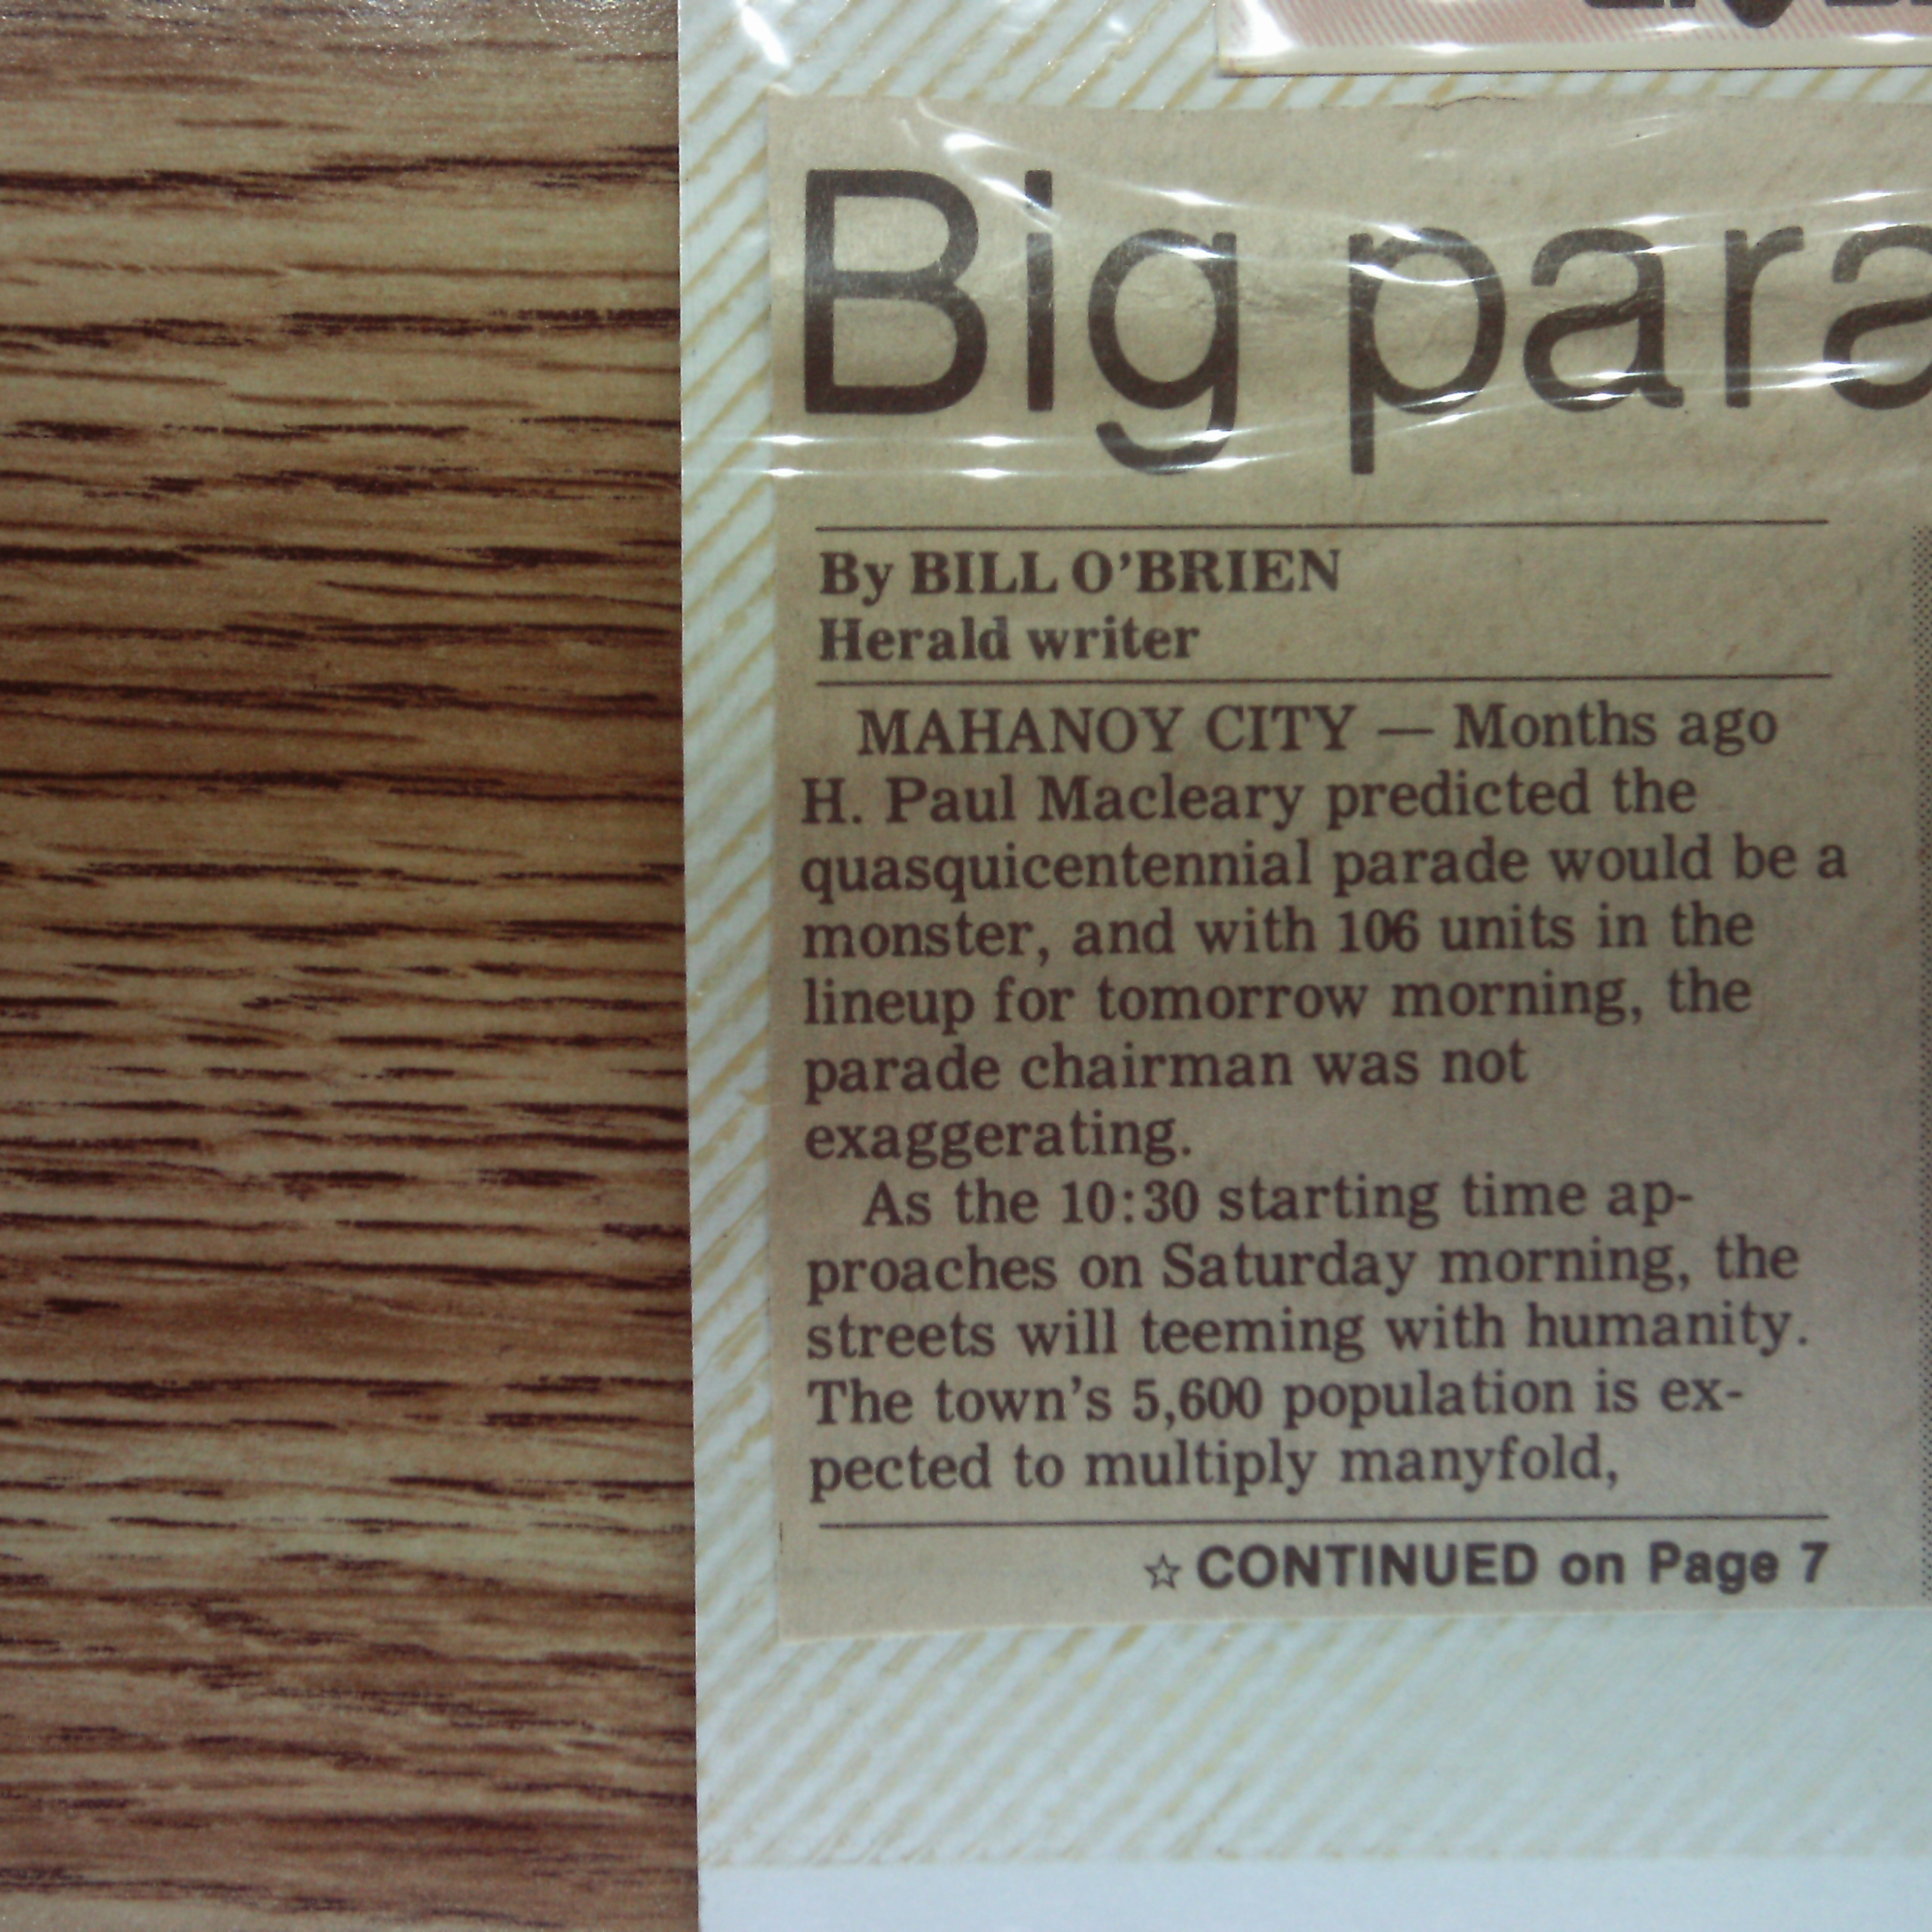 Big para
By BILL O'BRIEN
Herald writer
MAHANOY CITY — Months ago
H. Paul Macleary predicted the
quasquicentennial parade would be a
monster, and with 106 units in the
lineup for tomorrow morning, the
parade chairman was not
exaggerating.
As the 10:30 starting time ap-
proaches on Saturday morning, the
streets will teeming with humanity.
The town's 5,600 population is ex-
pected to multiply manyfold,
☆ CONTINUED on Page 7